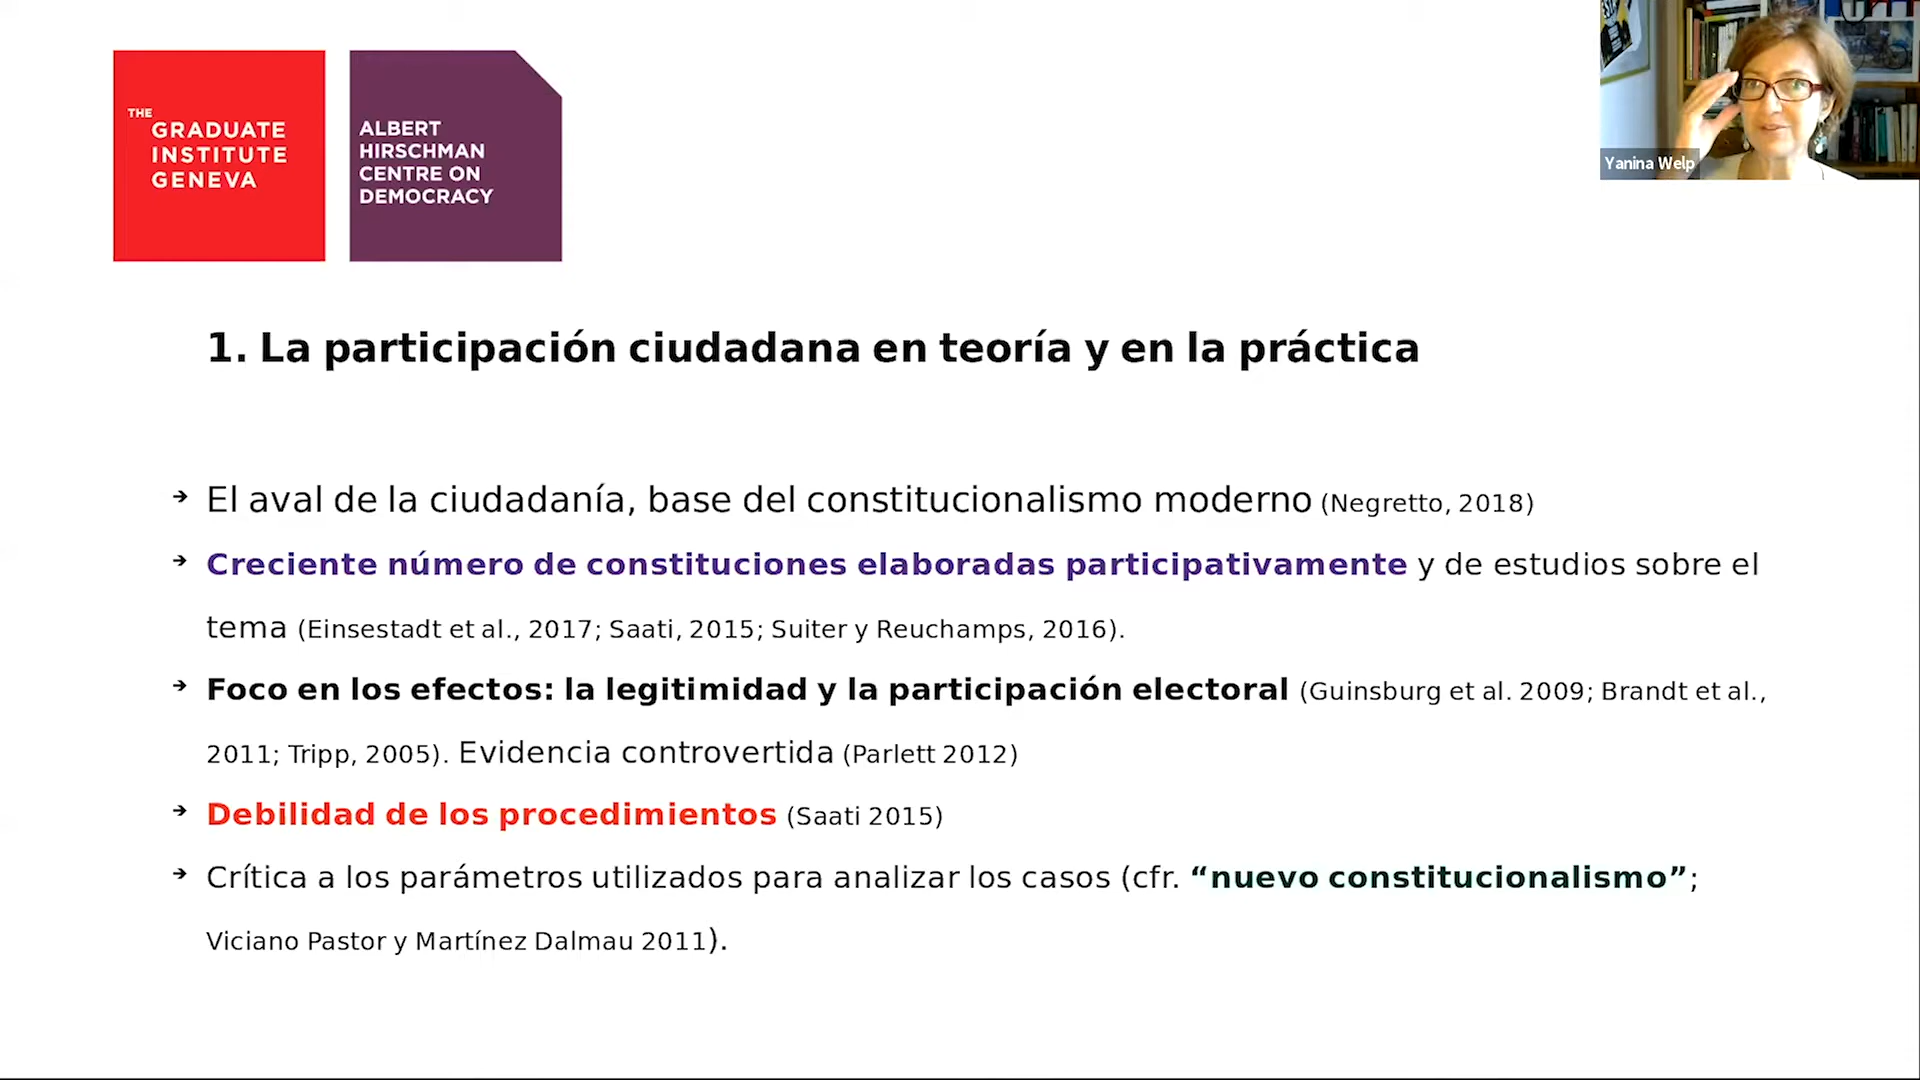 THE
GRADUATE
INSTITUTE
GENEVA
ALBERT
HIRSCHMAN
CENTRE ON
DEMOCRACY
Yanina Welp
1. La participación ciudadana en teoría y en la práctica
➔ El aval de la ciudadanía, base del constitucionalismo moderno (Negretto, 2018)
➔ Creciente número de constituciones elaboradas participativamente y de estudios sobre el
tema (Einsestadt et al., 2017; Saati, 2015; Suiter y Reuchamps, 2016).
➔ Foco en los efectos: la legitimidad y la participación electoral (Guinsburg et al. 2009; Brandt et al.,
2011; Tripp, 2005). Evidencia controvertida (Parlett 2012)
➔ Debilidad de los procedimientos (Saati 2015)
➔ Crítica a los parámetros utilizados para analizar los casos (cfr. “nuevo constitucionalismo”;
Viciano Pastor y Martínez Dalmau 2011).